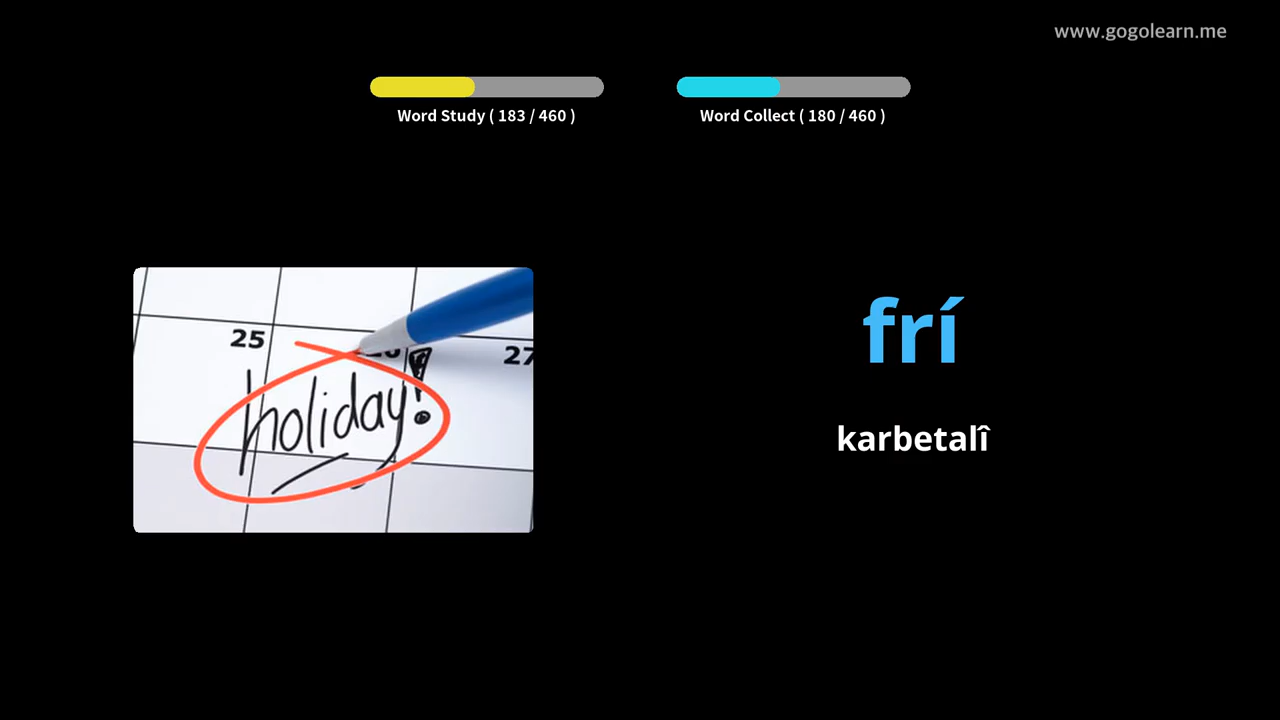 www.gogolearn.me
Word Study ( 183 / 460 )
Word Collect ( 180 / 460 )
25
27
holiday!
frí
karbetalî